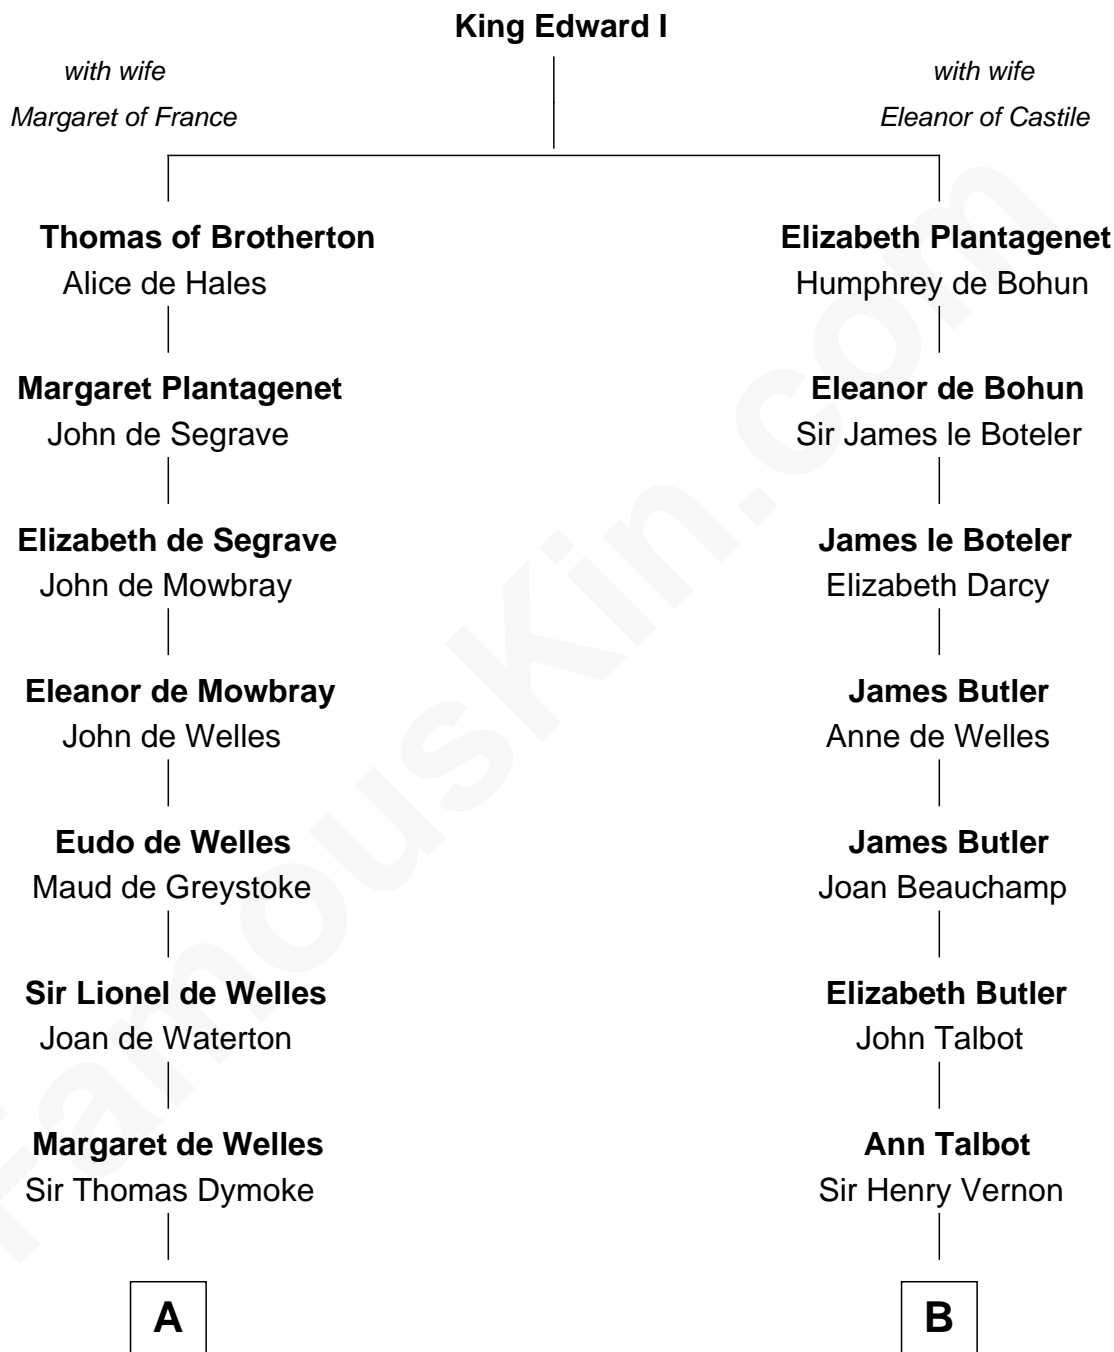 King Edward I
with wife
Margaret of France
with wife
Eleanor of Castile
Thomas of Brotherton
Alice de Hales
Elizabeth Plantagenet
Humphrey de Bohun
Margaret Plantagenet
John de Segrave
Eleanor de Bohun
Sir James le Boteler
Elizabeth de Segrave
John de Mowbray
James le Boteler
Elizabeth Darcy
Eleanor de Mowbray
John de Welles
James Butler
Anne de Welles
Eudo de Welles
Maud de Greystoke
James Butler
Joan Beauchamp
Sir Lionel de Welles
Joan de Waterton
Elizabeth Butler
John Talbot
Margaret de Welles
Sir Thomas Dymoke
Ann Talbot
Sir Henry Vernon
A
B
FamousKin.com